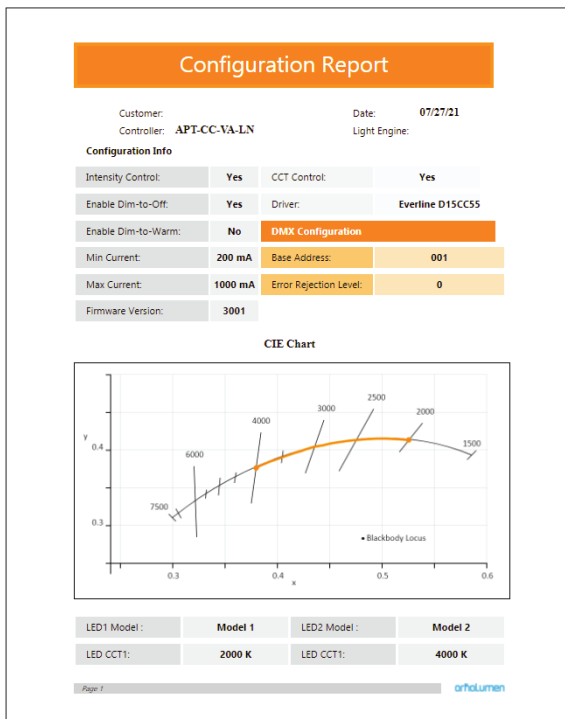 Configuration Report
Customer: Date: 07/27/21
Controller: APT-CC-VA-LN Light Engine:
Configuration Info
Intensity Control: Yes CCT Control: Yes
Enable Dim-to-Off: Yes Driver: Everline D15CC55
Enable Dim-to-Warm: No DMX Configuration
Min Current: 200 mA Base Address: 001
Max Current: 1000 mA Error Rejection Level: 0
Firmware Version: 3001
CIE Chart
y
0.4
0.3
7500
6000
4000
3000
2500
2000
1500
• Blackbody Locus
0.3 0.4 0.5 0.6
x
LED1 Model : Model 1 LED2 Model : Model 2
LED CCT1: 2000 K LED CCT1: 4000 K
Page 1